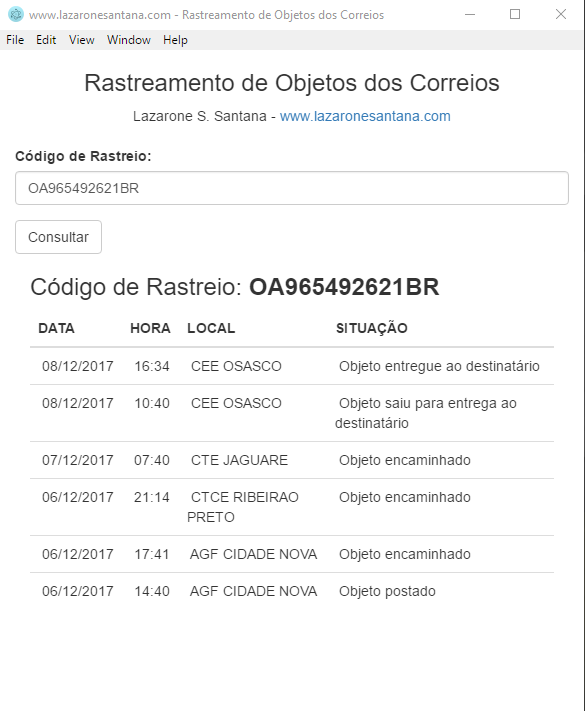 www.lazaronesantana.com - Rastreamento de Objetos dos Correios
File Edit View Window Help
Rastreamento de Objetos dos Correios
Lazarone S. Santana - www.lazaronesantana.com
Código de Rastreio:
OA965492621BR
Consultar
Código de Rastreio: OA965492621BR
DATA HORA LOCAL SITUAÇÃO
08/12/2017 16:34 CEE OSASCO Objeto entregue ao destinatário
08/12/2017 10:40 CEE OSASCO Objeto saiu para entrega ao
destinatário
07/12/2017 07:40 CTE JAGUARE Objeto encaminhado
06/12/2017 21:14 CTCE RIBEIRAO Objeto encaminhado
PRETO
06/12/2017 17:41 AGF CIDADE NOVA Objeto encaminhado
06/12/2017 14:40 AGF CIDADE NOVA Objeto postado